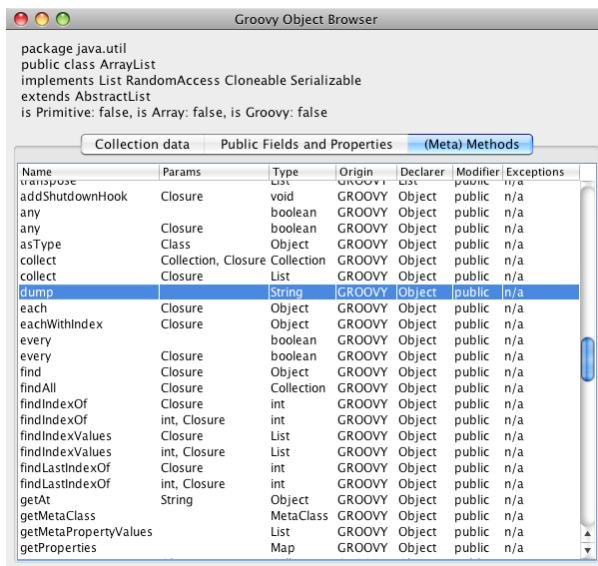 Groovy Object Browser
package java.util
public class ArrayList
implements List RandomAccess Cloneable Serializable
extends AbstractList
is Primitive: false, is Array: false, is Groovy: false
Collection data Public Fields and Properties (Meta) Methods
Name Params Type Origin Declarer Modifier Exceptions
transpose List GROOVY List public n/a
addShutdownHook Closure void GROOVY Object public n/a
any boolean GROOVY Object public n/a
any Closure boolean GROOVY Object public n/a
asType Class Object GROOVY Object public n/a
collect Collection, Closure Collection GROOVY Object public n/a
collect Closure List GROOVY Object public n/a
dump String GROOVY Object public n/a
each Closure Object GROOVY Object public n/a
eachWithIndex Closure Object GROOVY Object public n/a
every boolean GROOVY Object public n/a
every Closure boolean GROOVY Object public n/a
find Closure Object GROOVY Object public n/a
findAll Closure Collection GROOVY Object public n/a
findIndexOf Closure int GROOVY Object public n/a
findIndexOf int, Closure int GROOVY Object public n/a
findIndexValues Closure List GROOVY Object public n/a
findIndexValues int, Closure List GROOVY Object public n/a
findLastIndexOf Closure int GROOVY Object public n/a
findLastIndexOf int, Closure int GROOVY Object public n/a
getAt String Object GROOVY Object public n/a
getMetaClass MetaClass GROOVY Object public n/a
getMetaPropertyValues List GROOVY Object public n/a
getProperties Map GROOVY Object public n/a